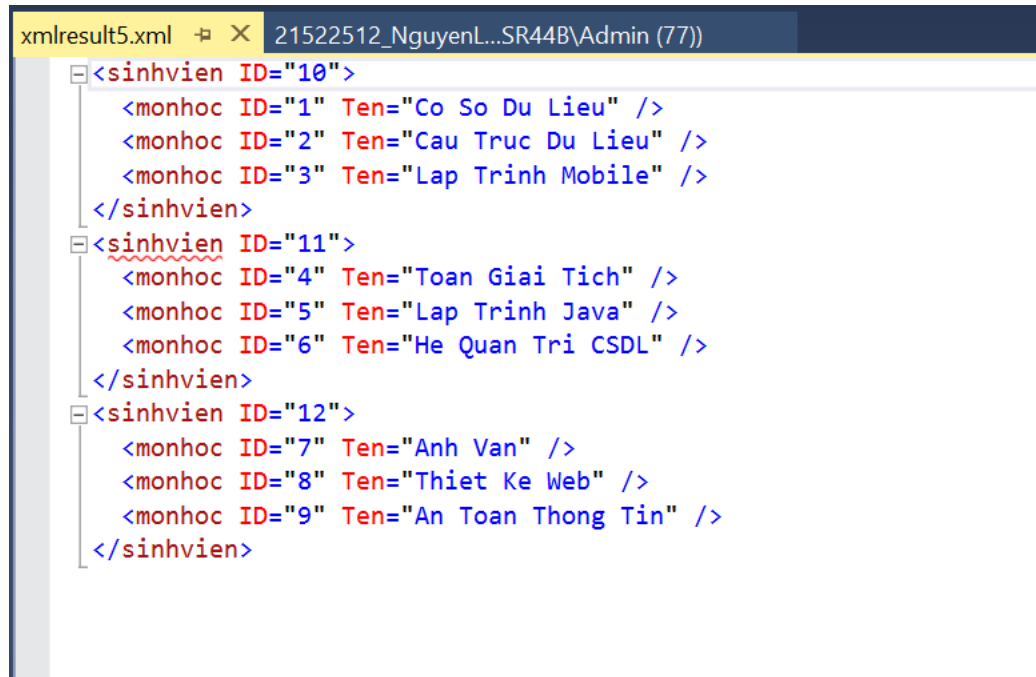 xmlresult5.xml 21522512_NguyenL...SR44B\Admin (77))
<sinhvien ID="10">
<monhoc ID="1" Ten="Co So Du Lieu" />
<monhoc ID="2" Ten="Cau Truc Du Lieu" />
<monhoc ID="3" Ten="Lap Trinh Mobile" />
</sinhvien>
<sinhvien ID="11">
<monhoc ID="4" Ten="Toan Giai Tich" />
<monhoc ID="5" Ten="Lap Trinh Java" />
<monhoc ID="6" Ten="He Quan Tri CSDL" />
</sinhvien>
<sinhvien ID="12">
<monhoc ID="7" Ten="Anh Van" />
<monhoc ID="8" Ten="Thiet Ke Web" />
<monhoc ID="9" Ten="An Toan Thong Tin" />
</sinhvien>